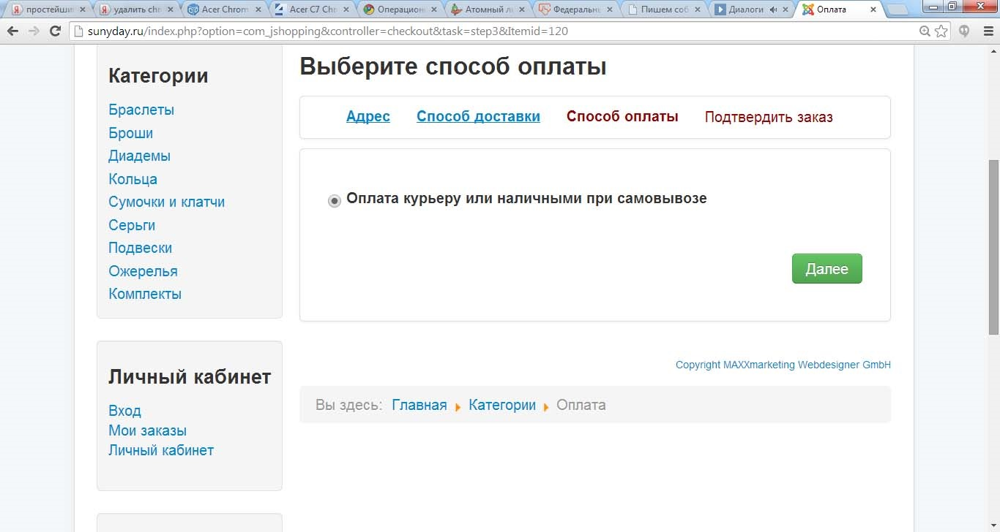 простейши
удалить chr
Acer Chrom
Acer C7 Chr
Операцион
Атомный л
Федеральнь
Пишем соб
Диалоги
Оплата
sunyday.ru/index.php?option=com_jshopping&controller=checkout&task=step3&Itemid=120
Категории
Браслеты
Броши
Диадемы
Кольца
Сумочки и клатчи
Серьги
Подвески
Ожерелья
Комплекты
Личный кабинет
Вход
Мои заказы
Личный кабинет
Выберите способ оплаты
Адрес Способ доставки Способ оплаты Подтвердить заказ
Оплата курьеру или наличными при самовывозе
Далее
Copyright MAXXmarketing Webdesigner GmbH
Вы здесь: Главная Категории Оплата